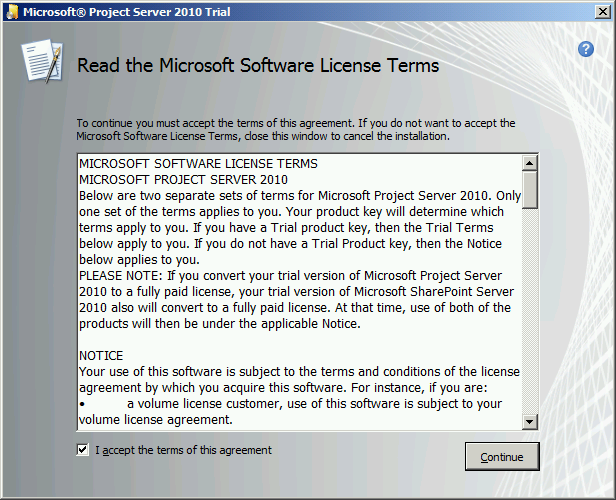 Microsoft® Project Server 2010 Trial
Read the Microsoft Software License Terms
To continue you must accept the terms of this agreement. If you do not want to accept the
Microsoft Software License Terms, close this window to cancel the installation.
MICROSOFT SOFTWARE LICENSE TERMS
MICROSOFT PROJECT SERVER 2010
Below are two separate sets of terms for Microsoft Project Server 2010. Only
one set of the terms applies to you. Your product key will determine which
terms apply to you. If you have a Trial product key, then the Trial Terms
below apply to you. If you do not have a Trial Product key, then the Notice
below applies to you.
PLEASE NOTE: If you convert your trial version of Microsoft Project Server
2010 to a fully paid license, your trial version of Microsoft SharePoint Server
2010 also will convert to a fully paid license. At that time, use of both of the
products will then be under the applicable Notice.
NOTICE
Your use of this software is subject to the terms and conditions of the license
agreement by which you acquire this software. For instance, if you are:
• a volume license customer, use of this software is subject to your
volume license agreement.
I accept the terms of this agreement
Continue